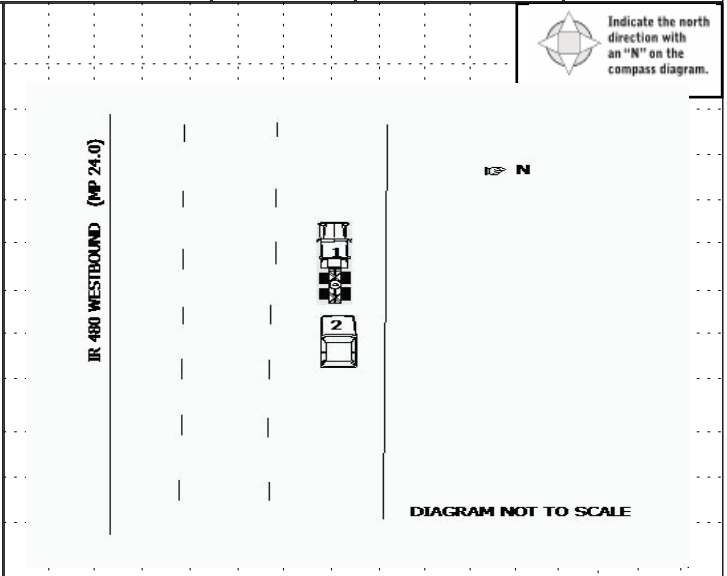 Indicate the north
direction with
an “N” on the
compass diagram.
IR 480 WESTBOUND (MP 24.0)
☞ N
1
2
DIAGRAM NOT TO SCALE